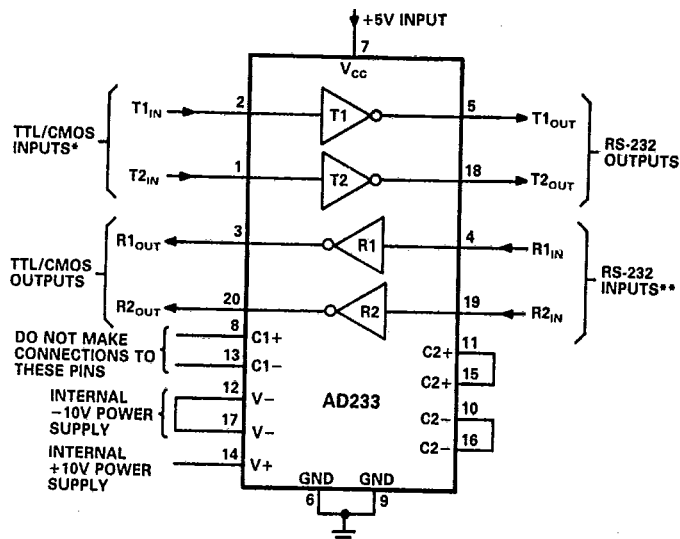 +5V INPUT
7
VCC
T1IN
2
T1
5
T1OUT
TTL/CMOS
INPUTS*
RS-232
OUTPUTS
T2IN
1
T2
18
T2OUT
R1OUT
3
R1
4
R1IN
TTL/CMOS
OUTPUTS
RS-232
INPUTS**
R2OUT
20
R2
19
R2IN
DO NOT MAKE
CONNECTIONS TO
THESE PINS
8
C1+
13
C1-
11
C2+
15
C2+
INTERNAL
-10V POWER
SUPPLY
12
V-
17
V-
AD233
10
C2-
16
C2-
INTERNAL
+10V POWER
SUPPLY
14
V+
GND
GND
6
9